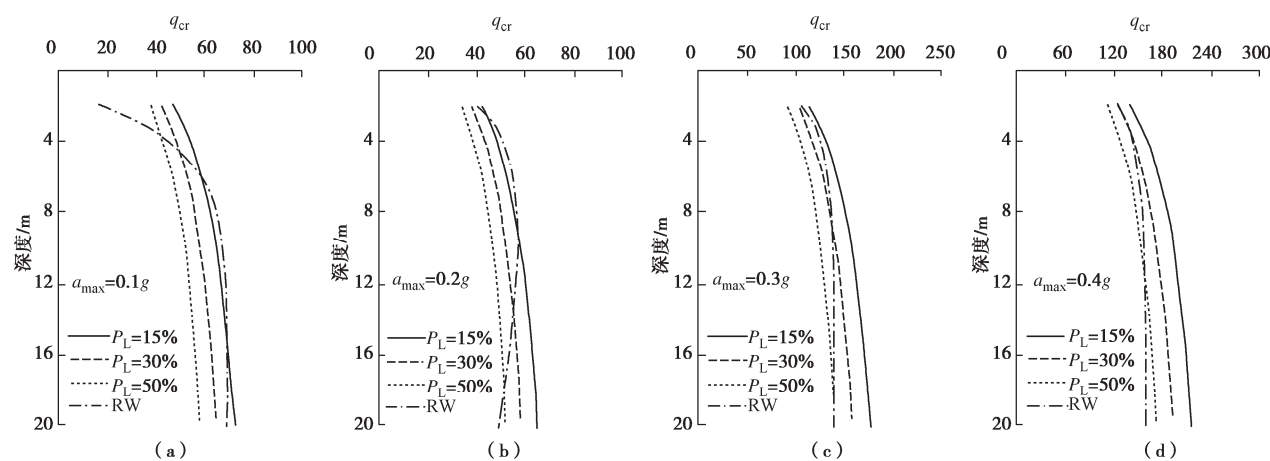 q_cr
0 20 40 60 80 100
4
8
12
16
20
深度/m
a_max=0.1g
P_L=15%
P_L=30%
P_L=50%
RW
(a)
q_cr
0 20 40 60 80 100
4
8
12
16
20
深度/m
a_max=0.2g
P_L=15%
P_L=30%
P_L=50%
RW
(b)
q_cr
0 50 100 150 200 250
4
8
12
16
20
深度/m
a_max=0.3g
P_L=15%
P_L=30%
P_L=50%
RW
(c)
q_cr
0 60 120 180 240 300
4
8
12
16
20
深度/m
a_max=0.4g
P_L=15%
P_L=30%
P_L=50%
RW
(d)